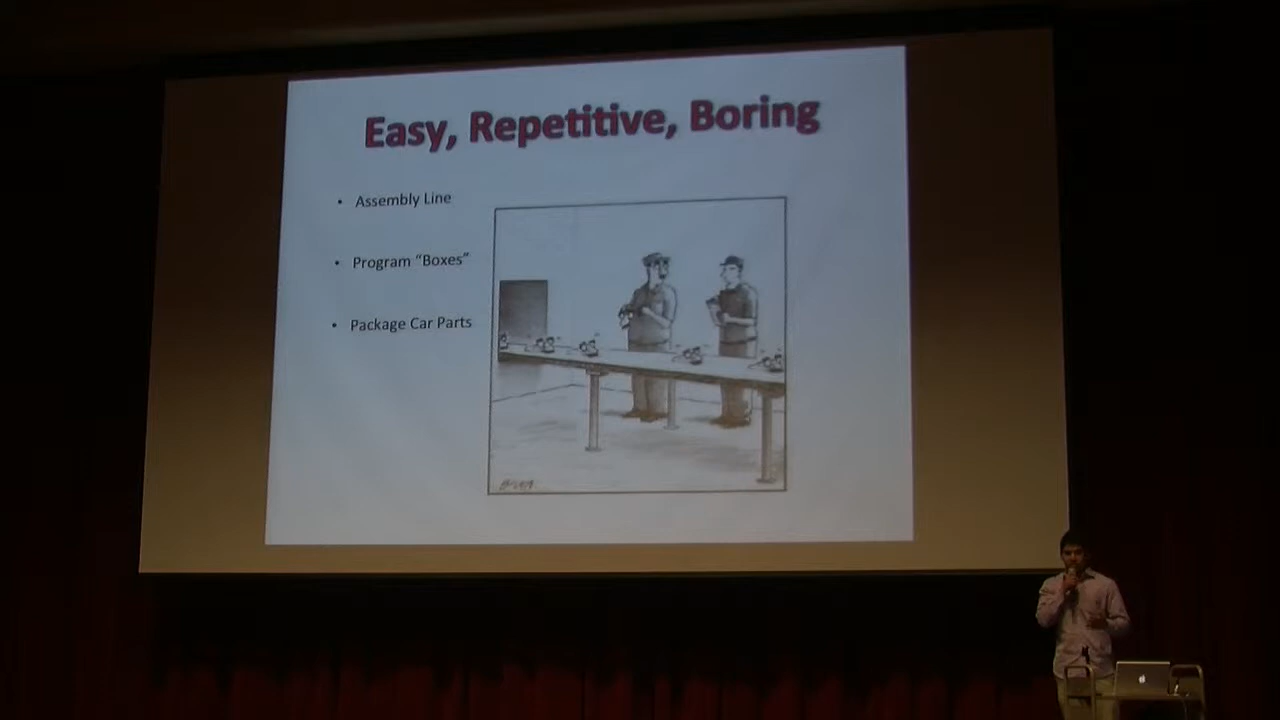 Easy, Repetitive, Boring
• Assembly Line
• Program “Boxes”
• Package Car Parts